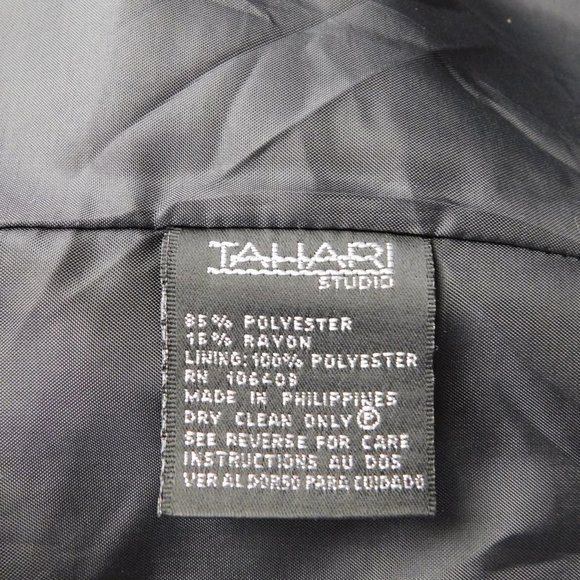 TAHARI
STUDIO
85% POLYESTER
15% RAYON
LINING: 100% POLYESTER
RN 106403
MADE IN PHILIPPINES
DRY CLEAN ONLY Ⓟ
SEE REVERSE FOR CARE
INSTRUCTIONS AU DOS
VER AL DORSO PARA CUIDADO